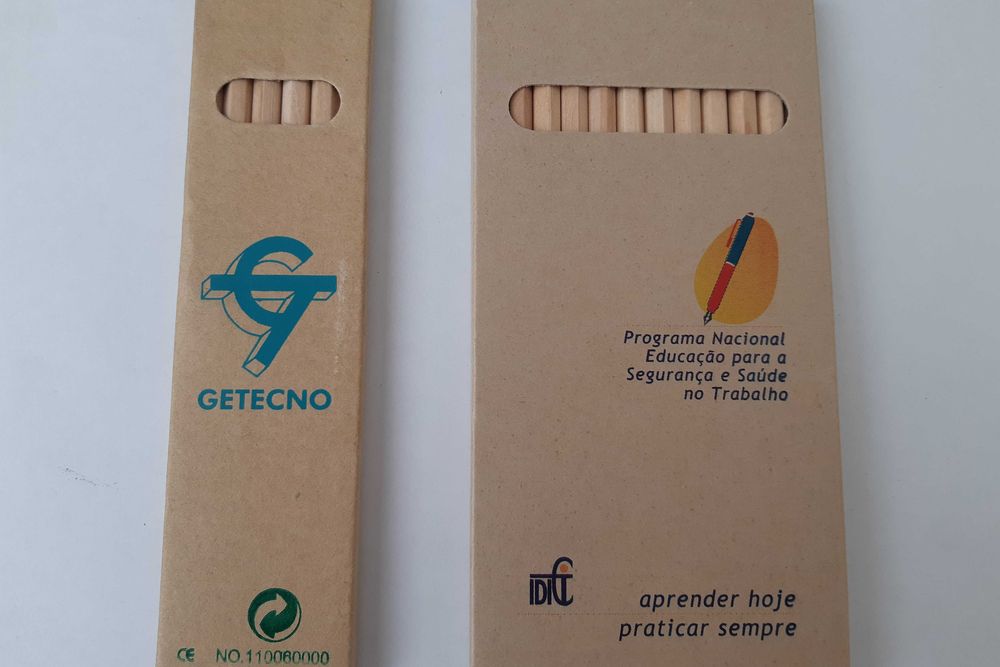 GETECNO
CE NO.110060000
Programa Nacional
Educação para a
Segurança e Saúde
no Trabalho
IDICT
aprender hoje
praticar sempre